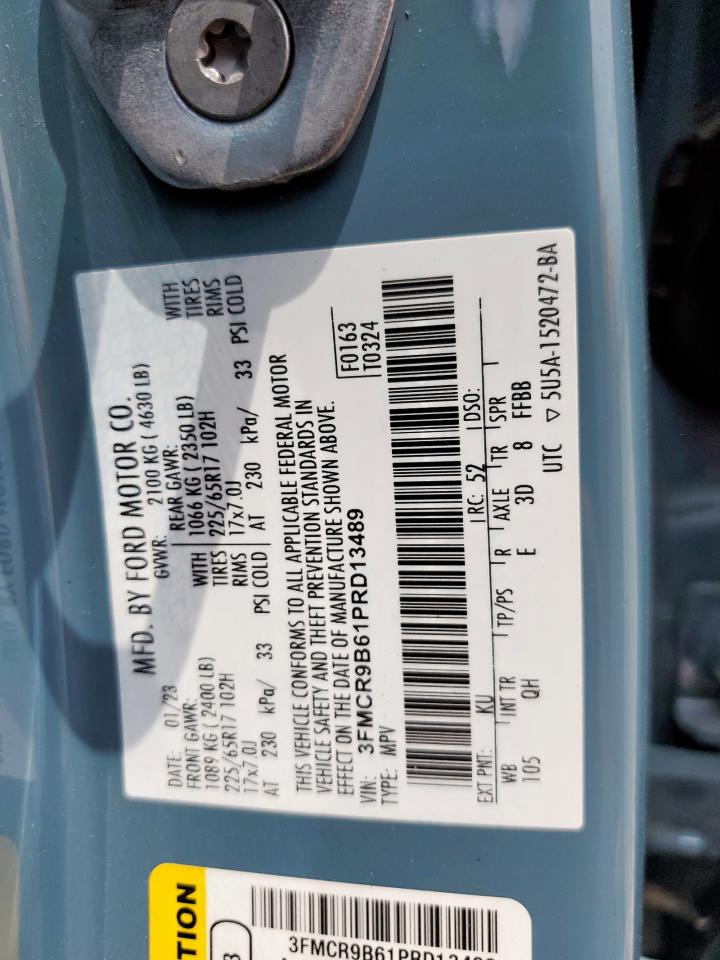 MFD. BY FORD MOTOR CO.
DATE: 01/23 GVWR: 2100 KG ( 4630 LB)
FRONT GAWR: REAR GAWR:
1089 KG ( 2400 LB) WITH 1066 KG ( 2350 LB) WITH
225/65R17 102H TIRES 225/65R17 102H TIRES
17x7.0J RIMS 17x7.0J RIMS
AT 230 kPa/ 33 PSI COLD AT 230 kPa/ 33 PSI COLD
THIS VEHICLE CONFORMS TO ALL APPLICABLE FEDERAL MOTOR
VEHICLE SAFETY AND THEFT PREVENTION STANDARDS IN
EFFECT ON THE DATE OF MANUFACTURE SHOWN ABOVE.
VIN: 3FMCR9B61PRD13489 F0163
TYPE: MPV T0324
EXT PNT: KU RC: 52 DSO:
WB INT TR TP/PS R AXLE TR SPR
105 QH E 3D 8 FFBB
UTC ▽ 5U5A-1520472-BA
TION
3FMCR9B61PRD13489